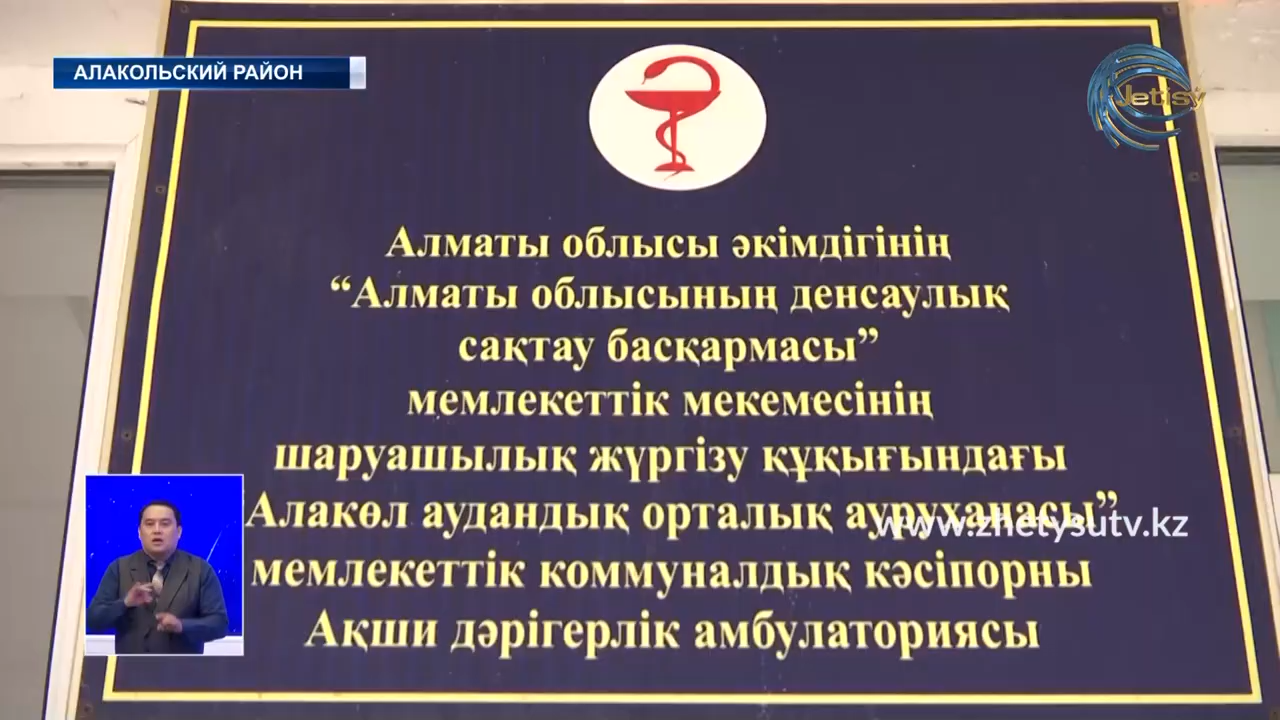 АЛАКОЛЬСКИЙ РАЙОН
Jetisý
Алматы облысы әкімдігінің
“Алматы облысының денсаулық
сақтау басқармасы”
мемлекеттік мекемесінің
шаруашылық жүргізу құқығындағы
Алакөл аудандық орталық ауруханасы”
www.zhetysutv.kz
мемлекеттік коммуналдық кәсіпорны
Ақши дәрігерлік амбулаториясы